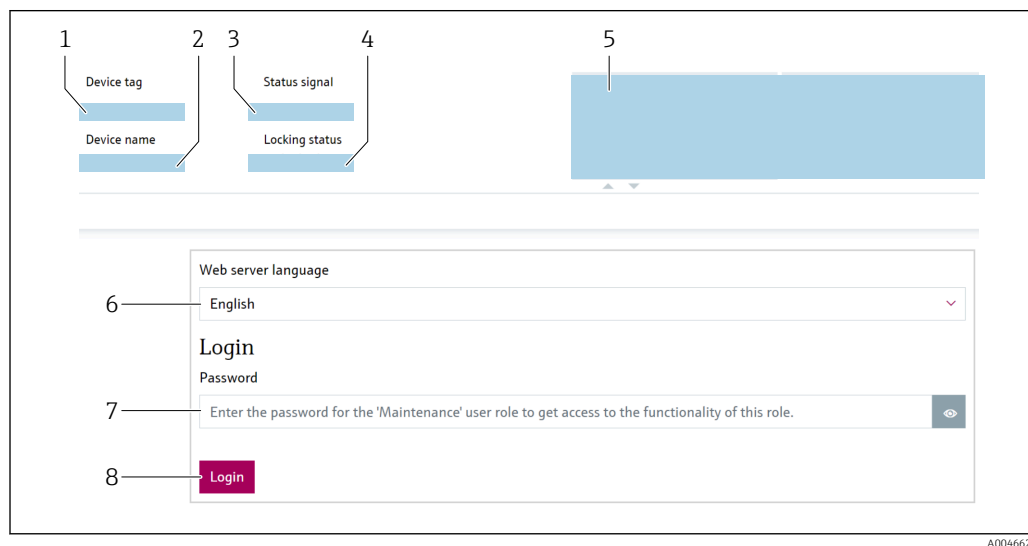 1 2 3 4 5
Device tag Status signal
Device name Locking status
Web server language
6 English
Login
Password
7 Enter the password for the 'Maintenance' user role to get access to the functionality of this role.
8 Login